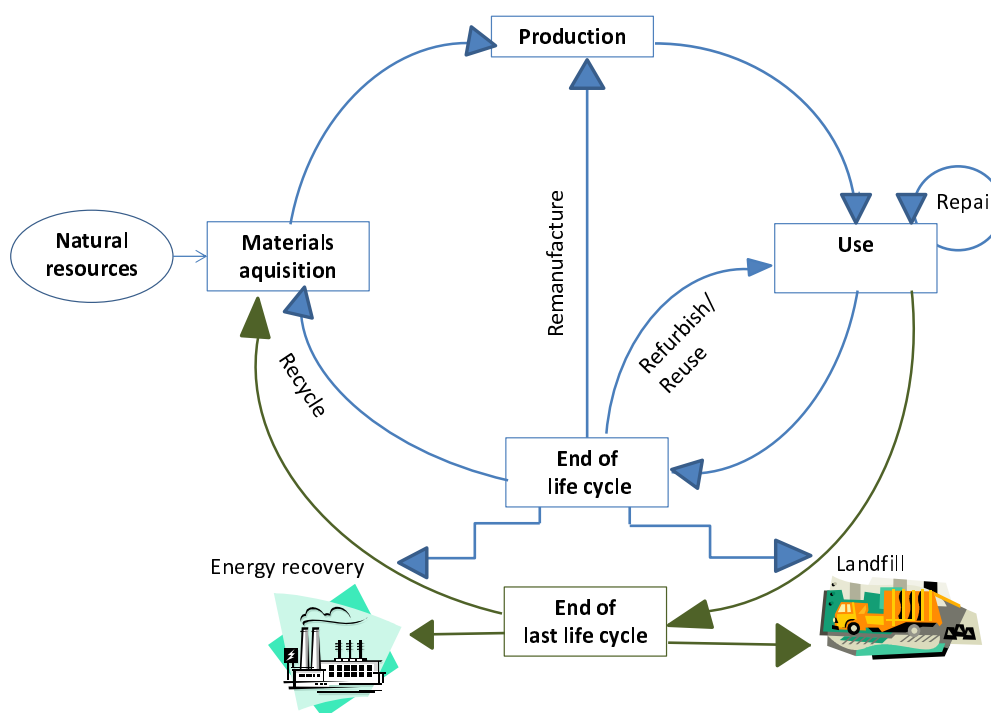 Production
Repai
Natural
resources
Materials
aquisition
Use
Remanufacture
Refurbish/
Reuse
Recycle
End of
life cycle
Energy recovery
Landfill
End of
last life cycle